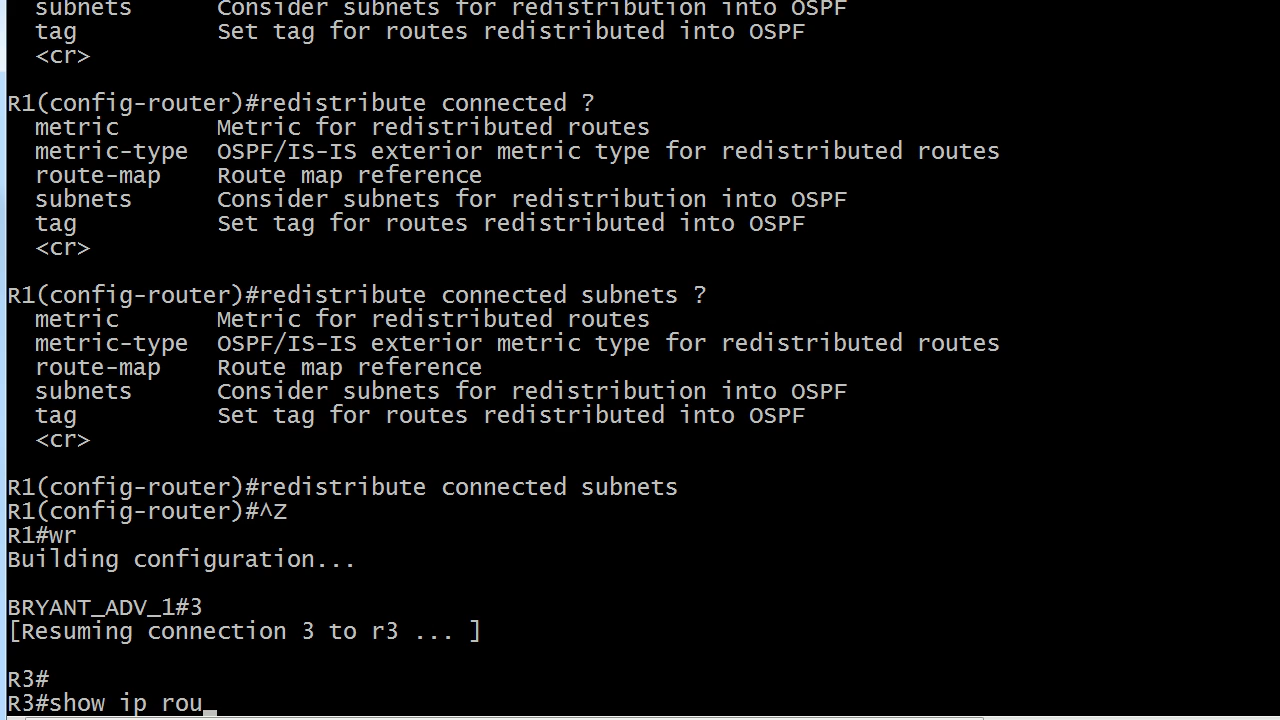 subnets Consider subnets for redistribution into OSPF
tag Set tag for routes redistributed into OSPF
<cr>
R1(config-router)#redistribute connected ?
metric Metric for redistributed routes
metric-type OSPF/IS-IS exterior metric type for redistributed routes
route-map Route map reference
subnets Consider subnets for redistribution into OSPF
tag Set tag for routes redistributed into OSPF
<cr>
R1(config-router)#redistribute connected subnets ?
metric Metric for redistributed routes
metric-type OSPF/IS-IS exterior metric type for redistributed routes
route-map Route map reference
subnets Consider subnets for redistribution into OSPF
tag Set tag for routes redistributed into OSPF
<cr>
R1(config-router)#redistribute connected subnets
R1(config-router)#^Z
R1#wr
Building configuration...
BRYANT_ADV_1#3
[Resuming connection 3 to r3 ... ]
R3#
R3#show ip rou